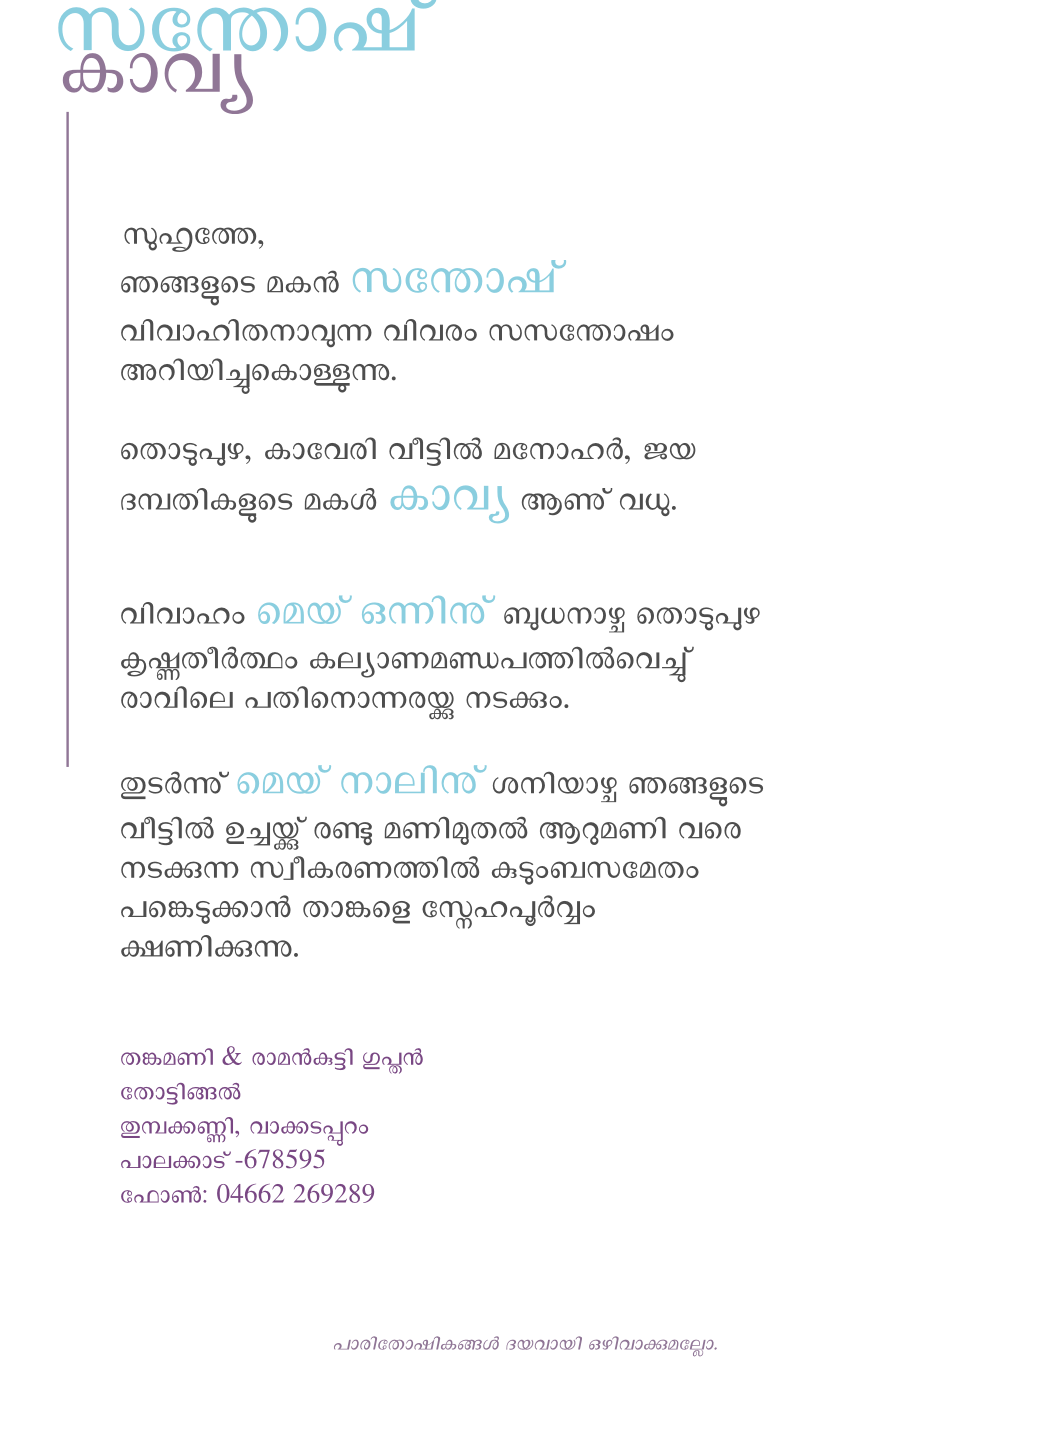 സന്തോഷ്
കാവ്യ
സുഹൃത്തേ,
ഞങ്ങളുടെ മകൻ സന്തോഷ്
വിവാഹിതനാവുന്ന വിവരം സസന്തോഷം
അറിയിച്ചുകൊള്ളുന്നു.
തൊടുപുഴ, കാവേരി വീട്ടിൽ മനോഹർ, ജയ
ദമ്പതികളുടെ മകൾ കാവ്യ ആണു് വധു.
വിവാഹം മെയ് ഒന്നിനു് ബുധനാഴ്ച തൊടുപുഴ
കൃഷ്ണതീർത്ഥം കല്യാണമണ്ഡപത്തിൽവെച്ചു്
രാവിലെ പതിനൊന്നരയ്ക്കു നടക്കും.
തുടർന്നു് മെയ് നാലിനു് ശനിയാഴ്ച ഞങ്ങളുടെ
വീട്ടിൽ ഉച്ചയ്ക്കു് രണ്ടു മണിമുതൽ ആറുമണി വരെ
നടക്കുന്ന സ്വീകരണത്തിൽ കുടുംബസമേതം
പങ്കെടുക്കാൻ താങ്കളെ സ്നേഹപൂർവ്വം
ക്ഷണിക്കുന്നു.
തങ്കമണി & രാമൻകുട്ടി ഗുപ്തൻ
തോട്ടിങ്ങൽ
തുമ്പക്കണ്ണി, വാക്കടപ്പുറം
പാലക്കാട് -678595
ഫോൺ: 04662 269289
പാരിതോഷികങ്ങൾ ദയവായി ഒഴിവാക്കുമല്ലോ.